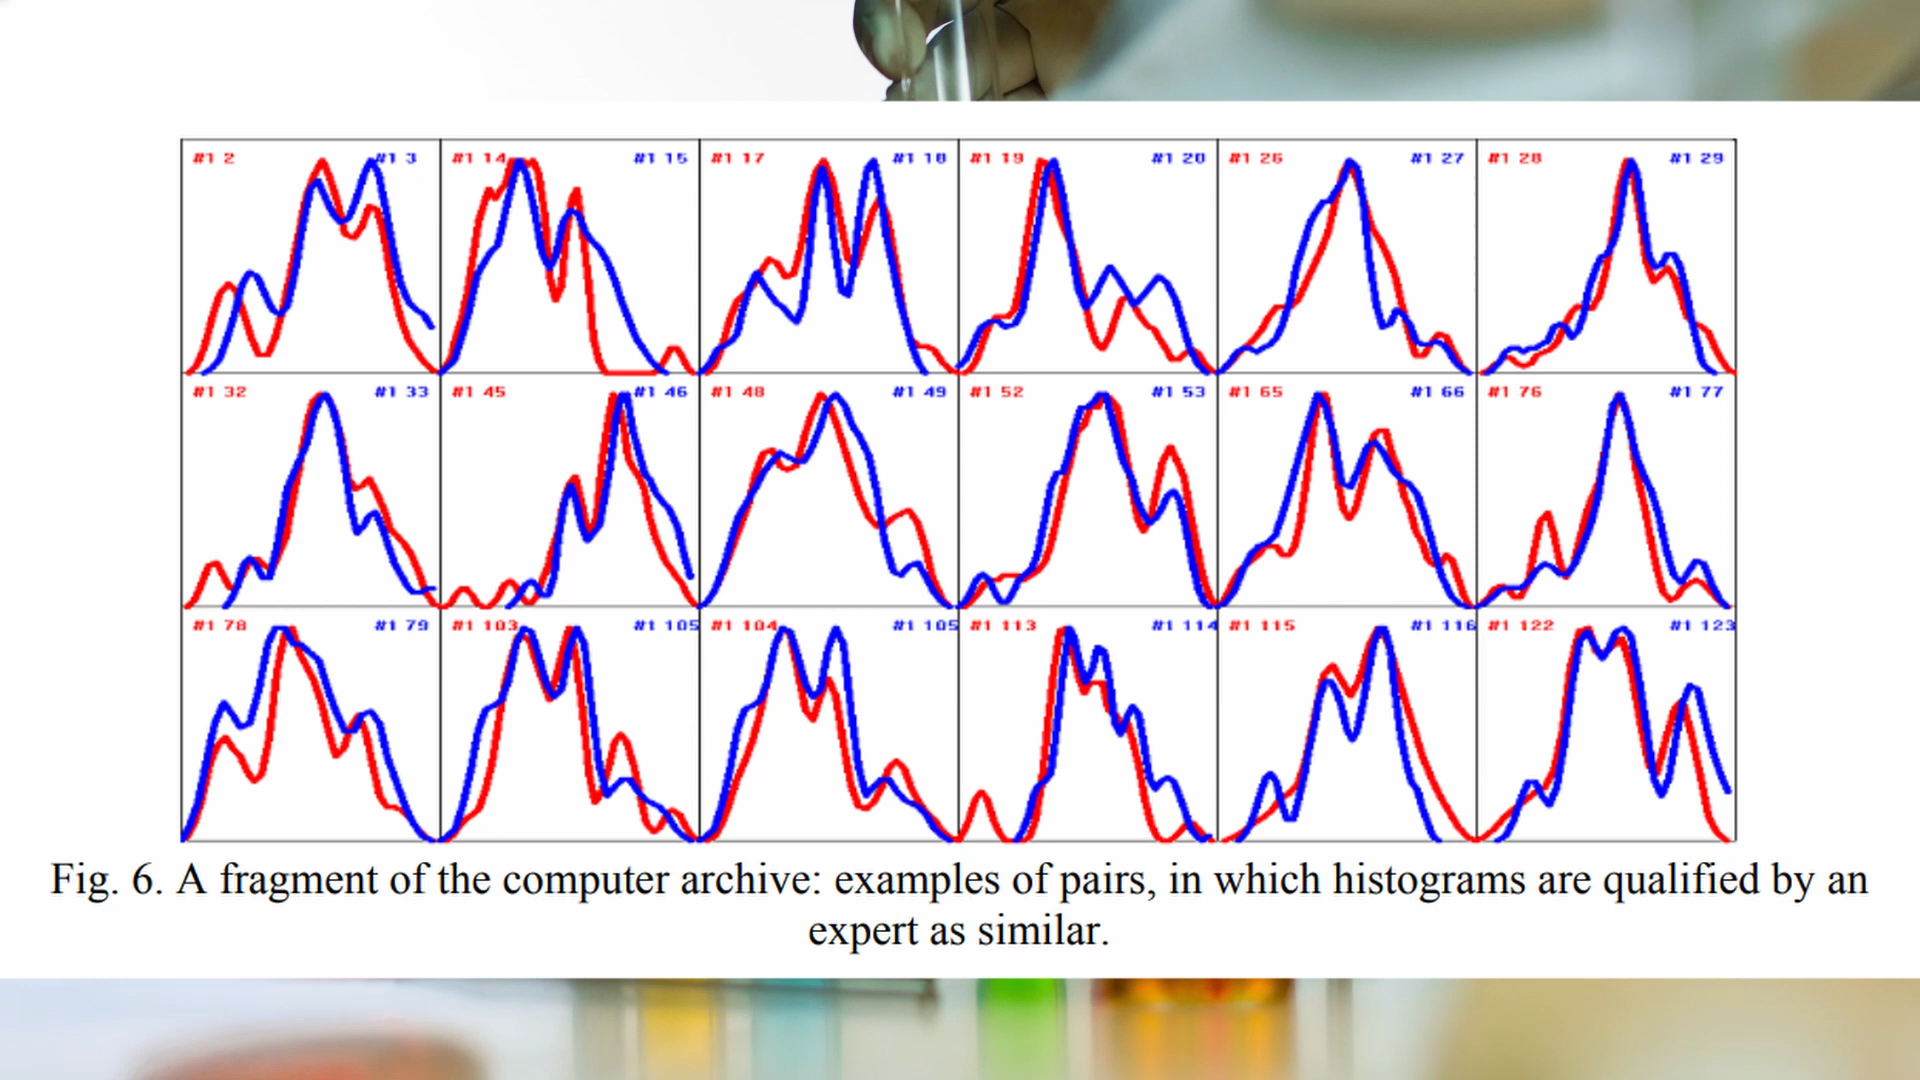 #1 2 #1 3 #1 14 #1 15 #1 17 #1 18 #1 19 #1 20 #1 26 #1 27 #1 28 #1 29
#1 32 #1 33 #1 45 #1 46 #1 48 #1 49 #1 52 #1 53 #1 65 #1 66 #1 76 #1 77
#1 78 #1 79 #1 103 #1 105 #1 104 #1 105 #1 113 #1 114 #1 115 #1 116 #1 122 #1 123
Fig. 6. A fragment of the computer archive: examples of pairs, in which histograms are qualified by an
expert as similar.